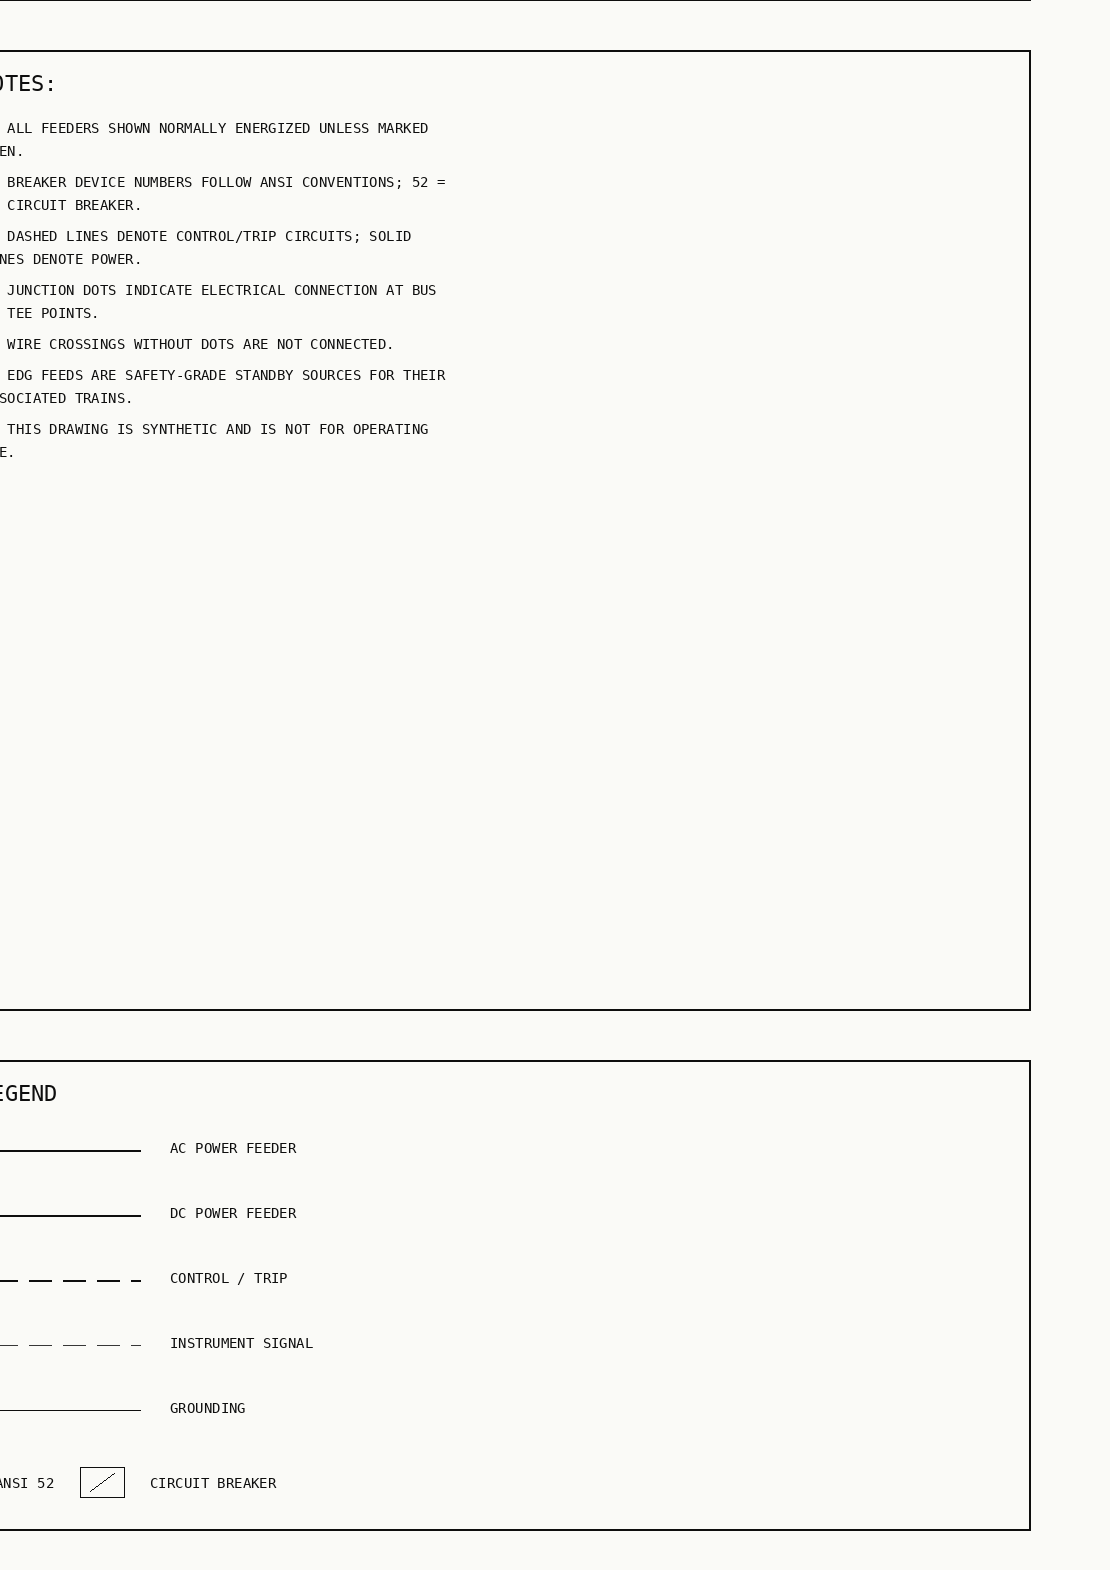 OTES:
ALL FEEDERS SHOWN NORMALLY ENERGIZED UNLESS MARKED
EN.
BREAKER DEVICE NUMBERS FOLLOW ANSI CONVENTIONS; 52 =
CIRCUIT BREAKER.
DASHED LINES DENOTE CONTROL/TRIP CIRCUITS; SOLID
NES DENOTE POWER.
JUNCTION DOTS INDICATE ELECTRICAL CONNECTION AT BUS
TEE POINTS.
WIRE CROSSINGS WITHOUT DOTS ARE NOT CONNECTED.
EDG FEEDS ARE SAFETY-GRADE STANDBY SOURCES FOR THEIR
SOCIATED TRAINS.
THIS DRAWING IS SYNTHETIC AND IS NOT FOR OPERATING
E.
EGEND
AC POWER FEEDER
DC POWER FEEDER
CONTROL / TRIP
INSTRUMENT SIGNAL
GROUNDING
ANSI 52 CIRCUIT BREAKER